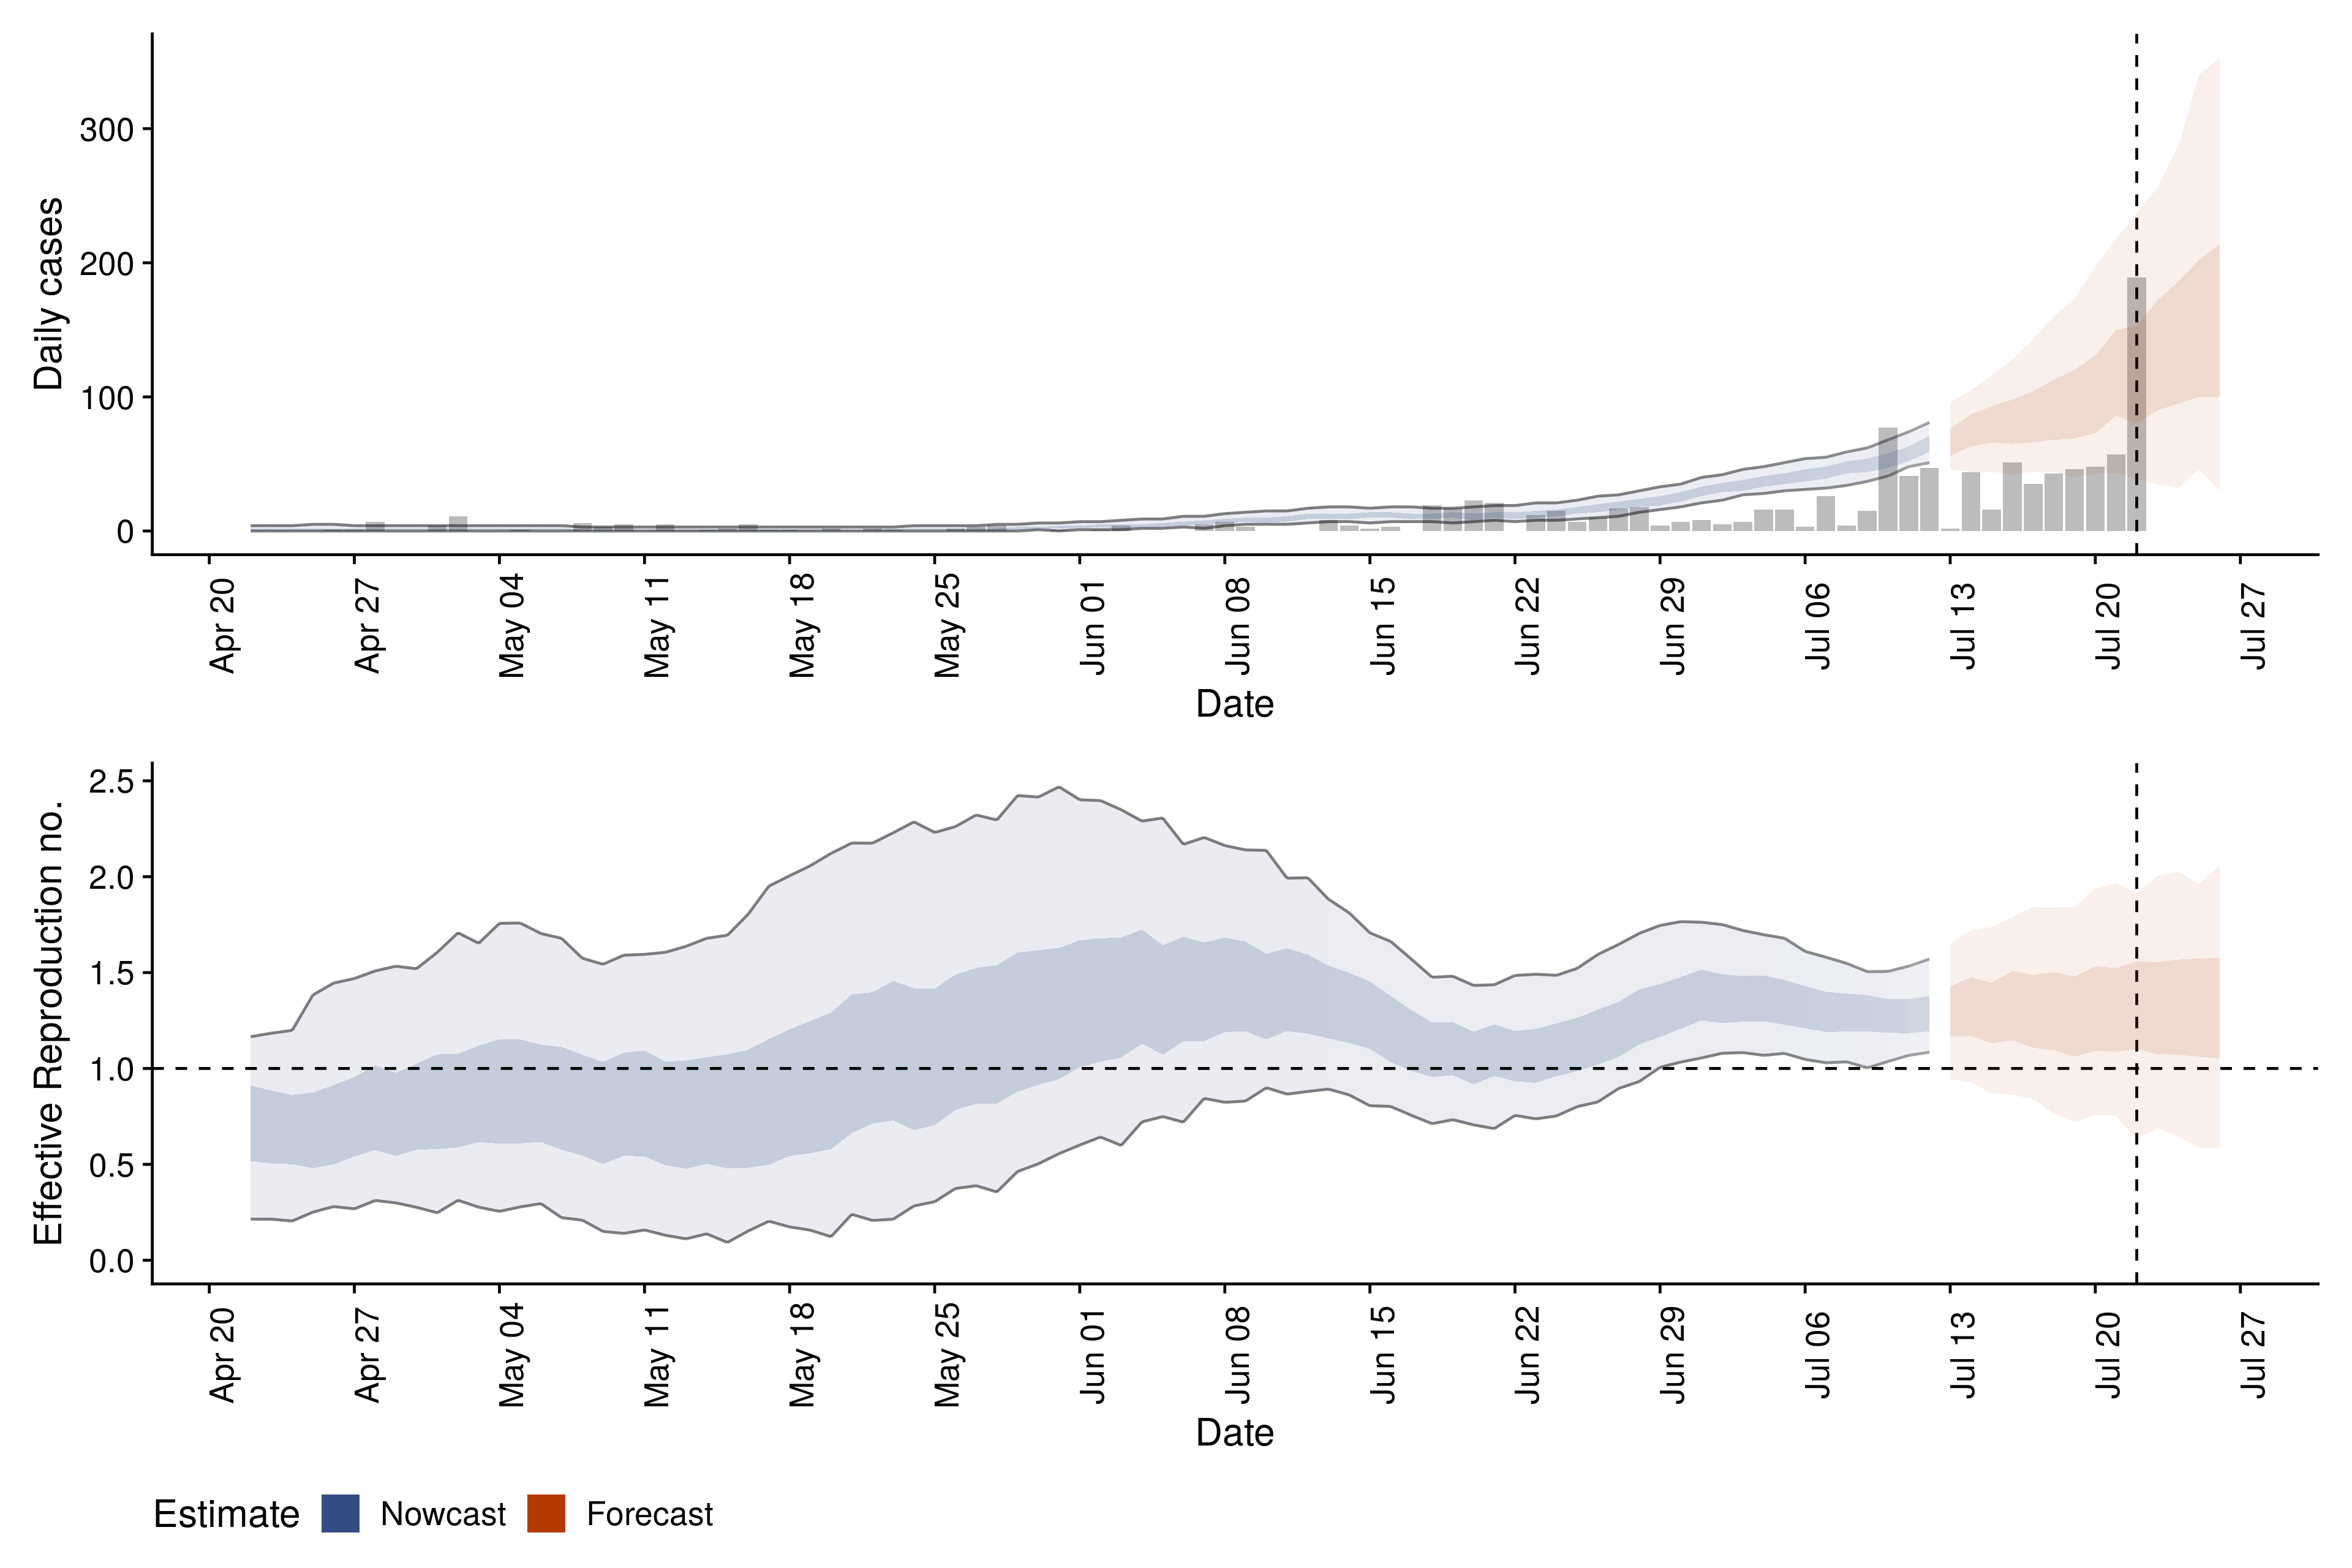 Daily cases
300
200
100
0
Apr 20
Apr 27
May 04
May 11
May 18
May 25
Jun 01
Jun 08
Jun 15
Jun 22
Jun 29
Jul 06
Jul 13
Jul 20
Jul 27
Date
Effective Reproduction no.
2.5
2.0
1.5
1.0
0.5
0.0
Apr 20
Apr 27
May 04
May 11
May 18
May 25
Jun 01
Jun 08
Jun 15
Jun 22
Jun 29
Jul 06
Jul 13
Jul 20
Jul 27
Date
Estimate Nowcast Forecast